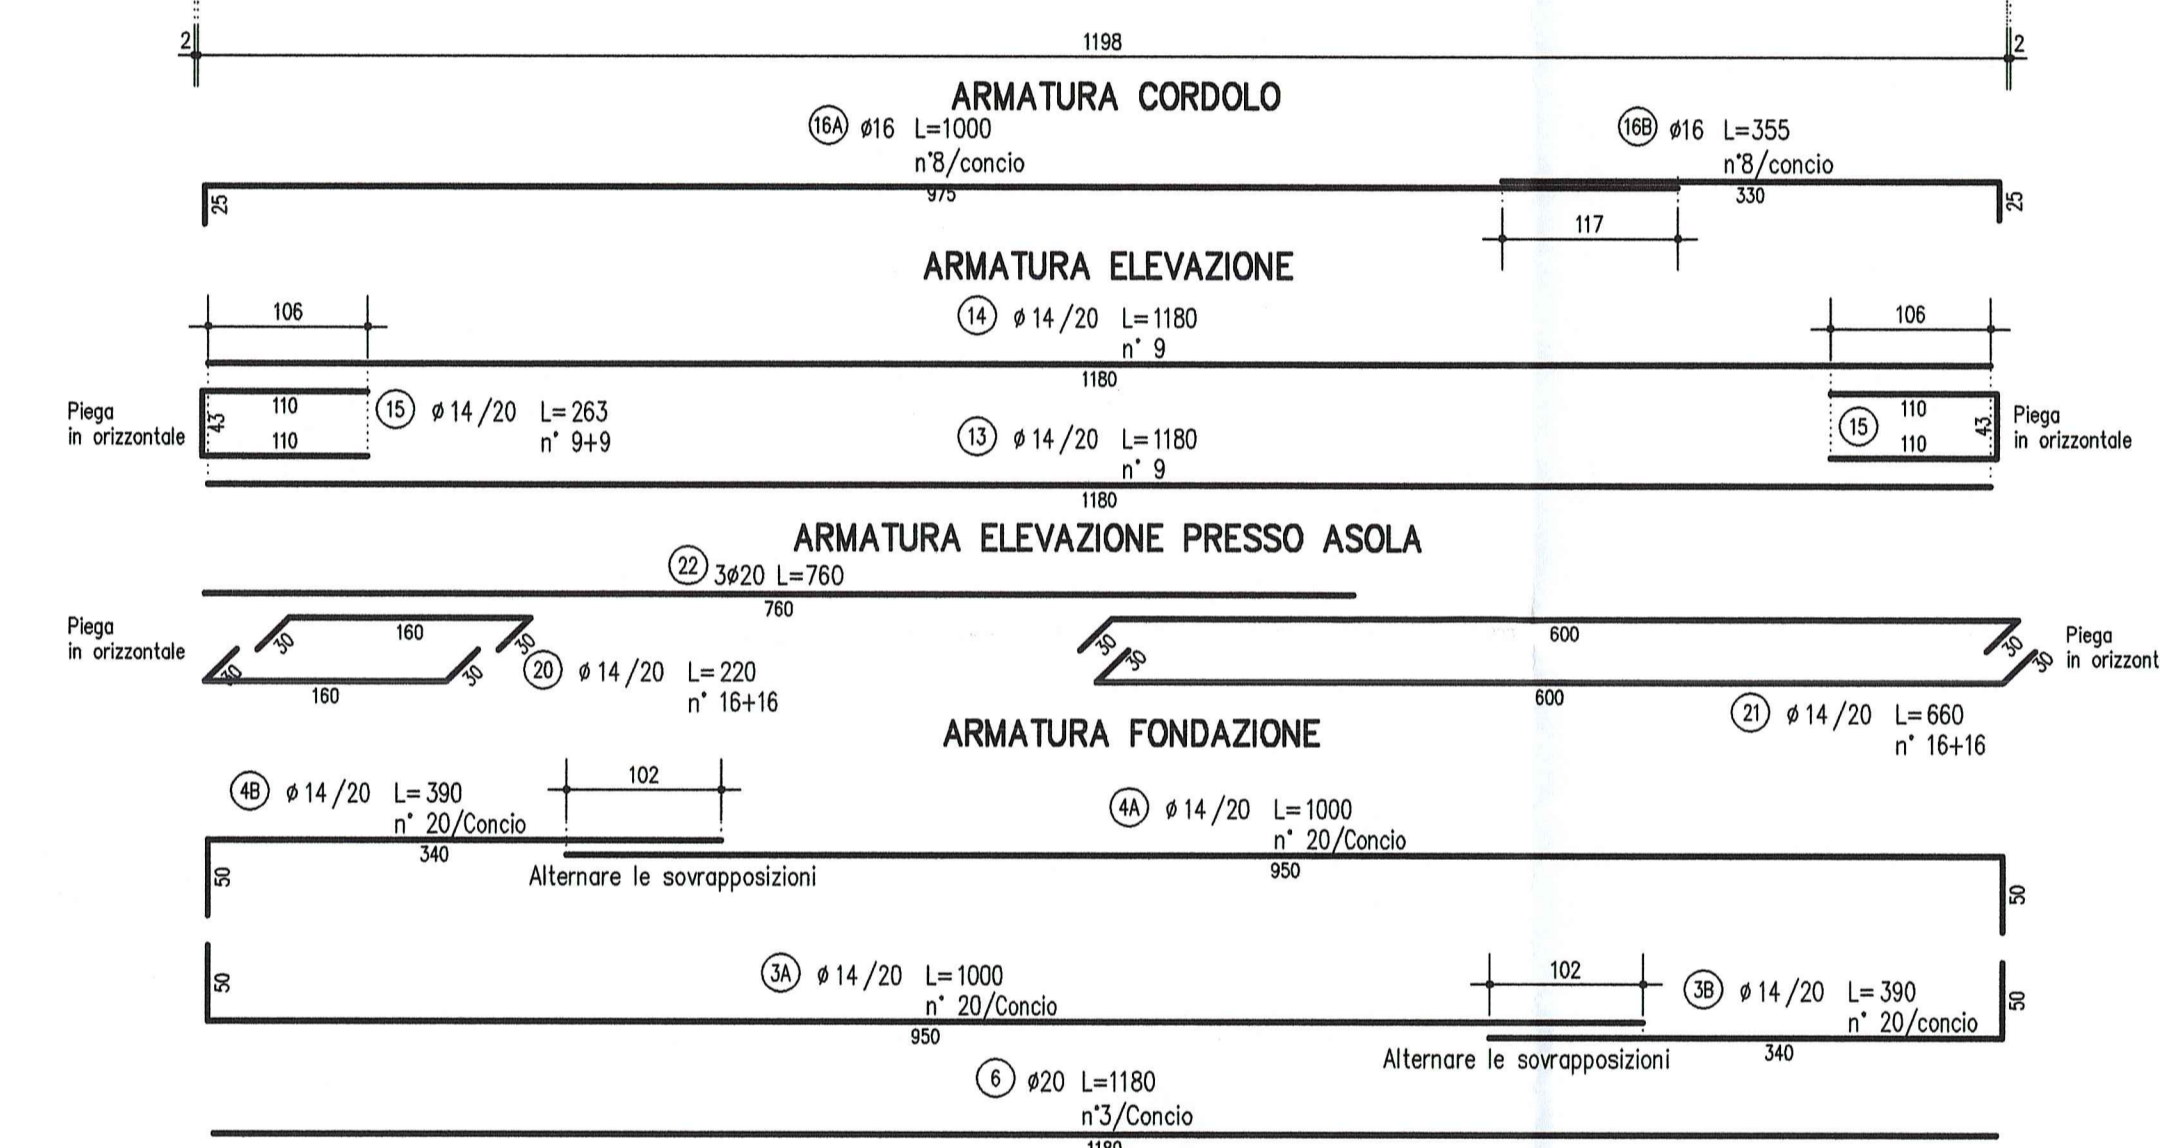 2
1198
2
ARMATURA CORDOLO
16A ø16 L=1000
n°8/concio
16B ø16 L=355
n°8/concio
25
975
330
25
117
ARMATURA ELEVAZIONE
106
14 ø 14/20 L=1180
n° 9
106
1180
Piega
in orizzontale
43
110
110
15 ø 14/20 L=263
n° 9+9
13 ø 14/20 L=1180
n° 9
15
110
110
43
Piega
in orizzontale
1180
ARMATURA ELEVAZIONE PRESSO ASOLA
22 3ø20 L=760
760
Piega
in orizzontale
30
160
30
30
160
30
20 ø 14/20 L=220
n° 16+16
30
600
30
30
600
30
Piega
in orizzont
21 ø 14/20 L=660
n° 16+16
ARMATURA FONDAZIONE
4B ø 14/20 L=390
n° 20/Concio
102
4A ø 14/20 L=1000
n° 20/Concio
340
950
50
Alternare le sovrapposizioni
50
50
3A ø 14/20 L=1000
n° 20/Concio
102
3B ø 14/20 L=390
n° 20/concio
50
950
Alternare le sovrapposizioni
340
6 ø20 L=1180
n°3/Concio
1180